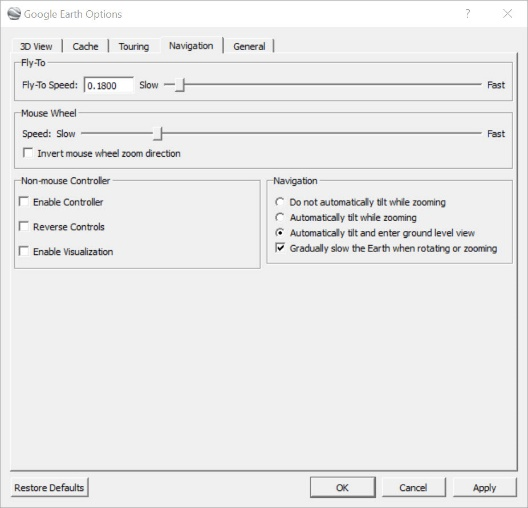 Google Earth Options
?
3D View Cache Touring Navigation General
Fly-To
Fly-To Speed: 0.1800 Slow Fast
Mouse Wheel
Speed: Slow Fast
Invert mouse wheel zoom direction
Non-mouse Controller
Enable Controller
Reverse Controls
Enable Visualization
Navigation
Do not automatically tilt while zooming
Automatically tilt while zooming
Automatically tilt and enter ground level view
Gradually slow the Earth when rotating or zooming
Restore Defaults OK Cancel Apply